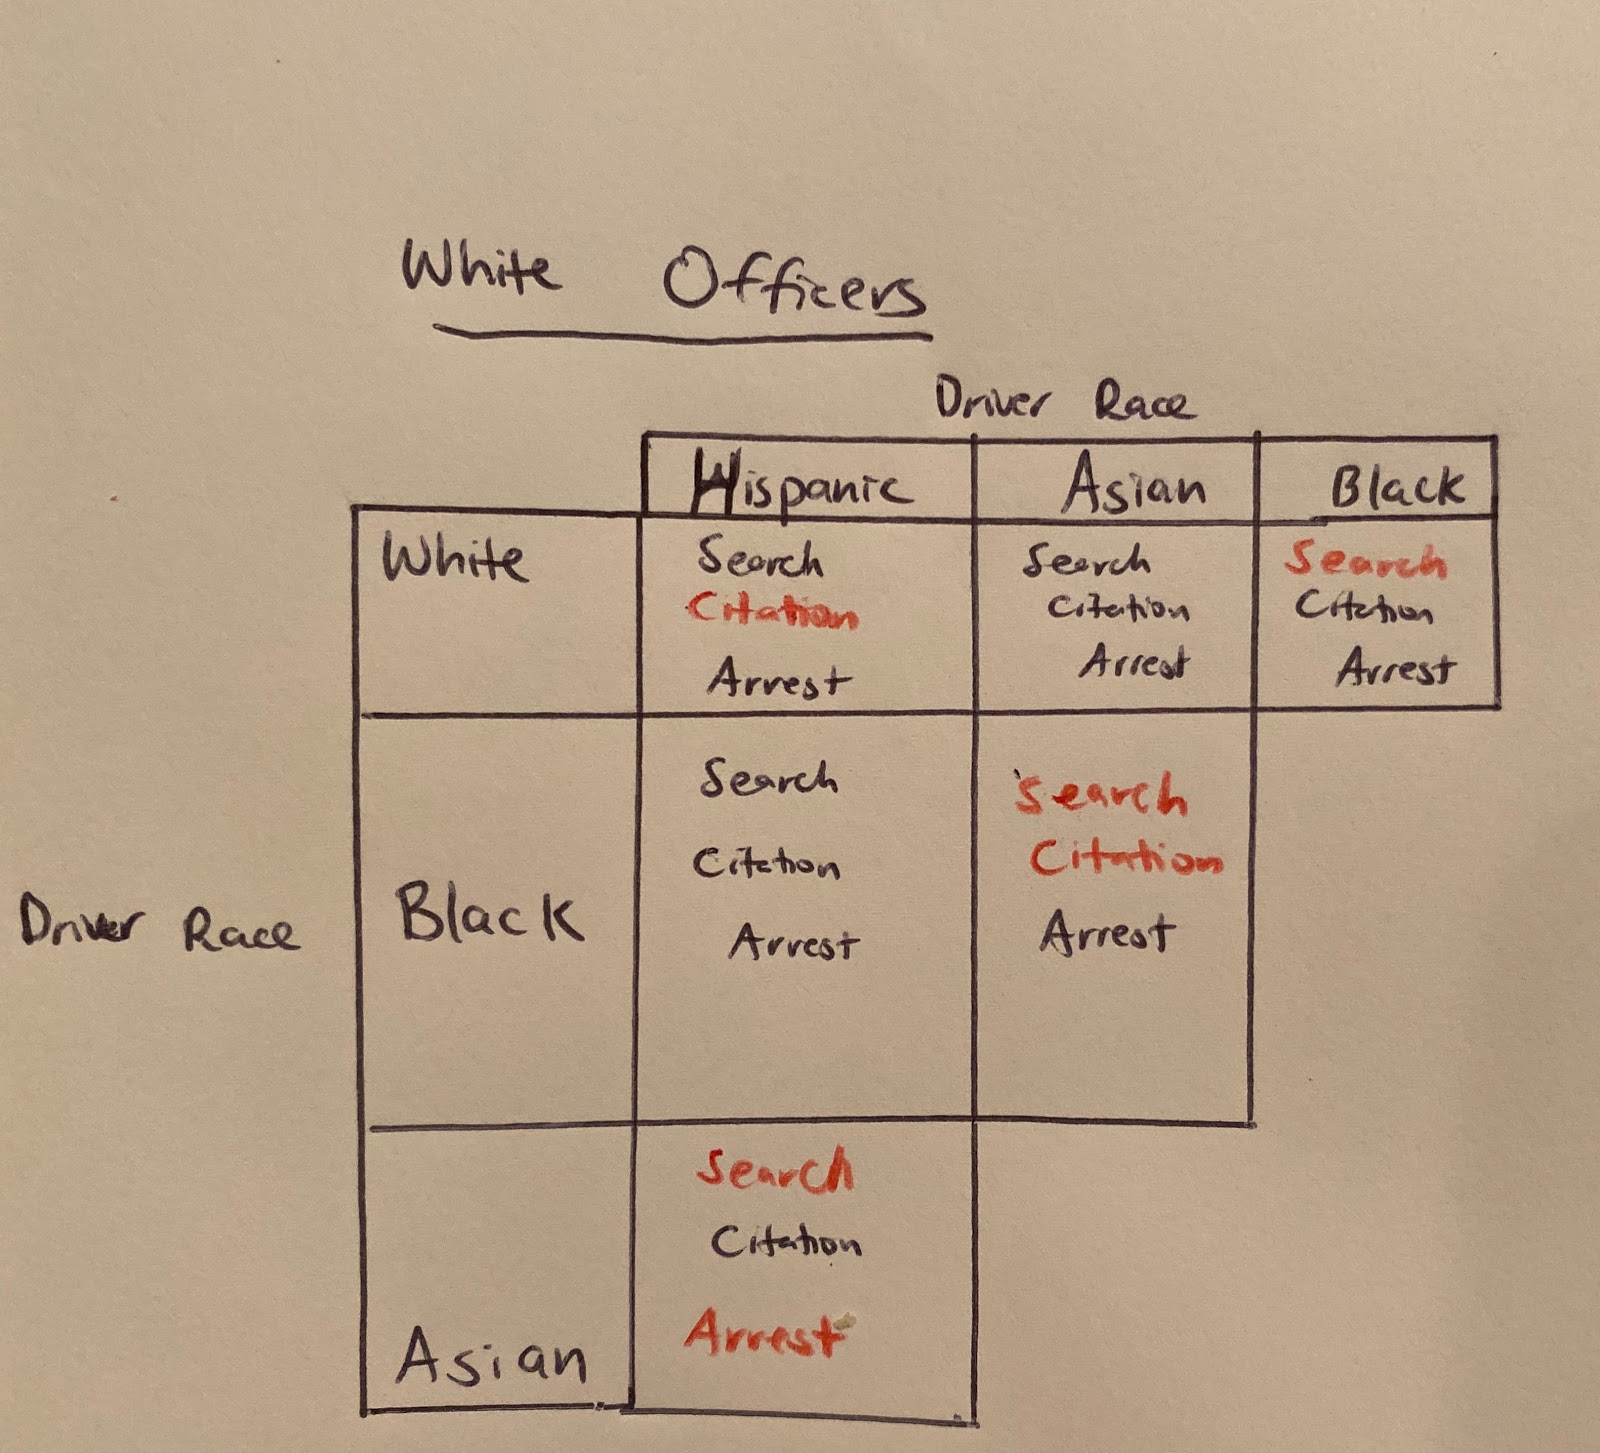 White Officers
Driver Race
Hispanic Asian Black
White Search Search Search
Citation Citation Citation
Arrest Arrest Arrest
Search Search
Citation Citation
Driver Race Black Arrest Arrest
Search
Citation
Arrest
Asian